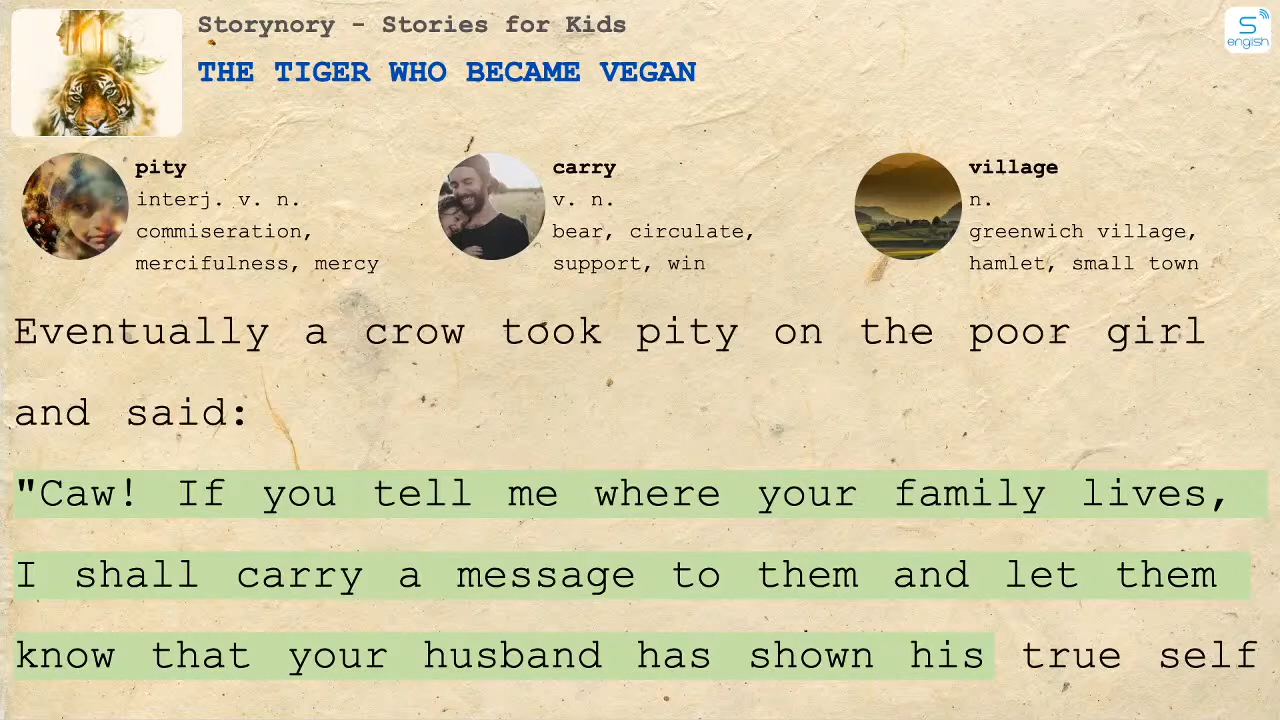 Storynory - Stories for Kids
THE TIGER WHO BECAME VEGAN
S
english
pity
interj. v. n.
commiseration,
mercifulness, mercy
carry
v. n.
bear, circulate,
support, win
village
n.
greenwich village,
hamlet, small town
Eventually a crow took pity on the poor girl
and said:
"Caw! If you tell me where your family lives,
I shall carry a message to them and let them
know that your husband has shown his true self